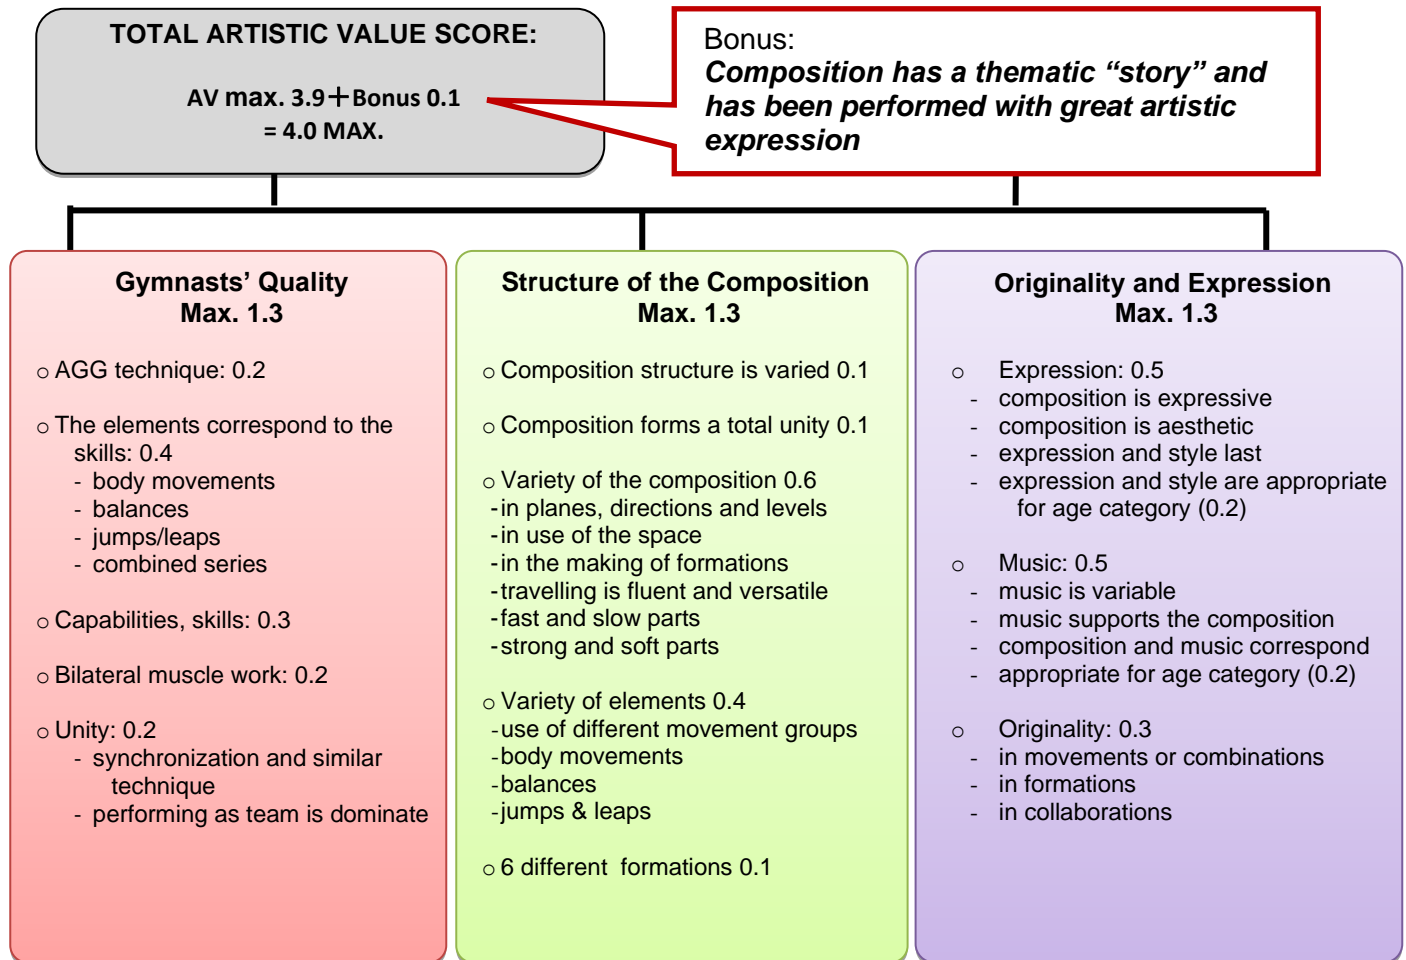 TOTAL ARTISTIC VALUE SCORE:
AV max. 3.9+Bonus 0.1
= 4.0 MAX.
Bonus:
Composition has a thematic “story” and
has been performed with great artistic
expression
Gymnasts’ Quality
Max. 1.3
o AGG technique: 0.2
o The elements correspond to the
skills: 0.4
- body movements
- balances
- jumps/leaps
- combined series
o Capabilities, skills: 0.3
o Bilateral muscle work: 0.2
o Unity: 0.2
- synchronization and similar
technique
- performing as team is dominate
Structure of the Composition
Max. 1.3
o Composition structure is varied 0.1
o Composition forms a total unity 0.1
o Variety of the composition 0.6
-in planes, directions and levels
-in use of the space
-in the making of formations
-travelling is fluent and versatile
-fast and slow parts
-strong and soft parts
o Variety of elements 0.4
-use of different movement groups
-body movements
-balances
-jumps & leaps
o 6 different formations 0.1
Originality and Expression
Max. 1.3
o Expression: 0.5
- composition is expressive
- composition is aesthetic
- expression and style last
- expression and style are appropriate
for age category (0.2)
o Music: 0.5
- music is variable
- music supports the composition
- composition and music correspond
- appropriate for age category (0.2)
o Originality: 0.3
- in movements or combinations
- in formations
- in collaborations